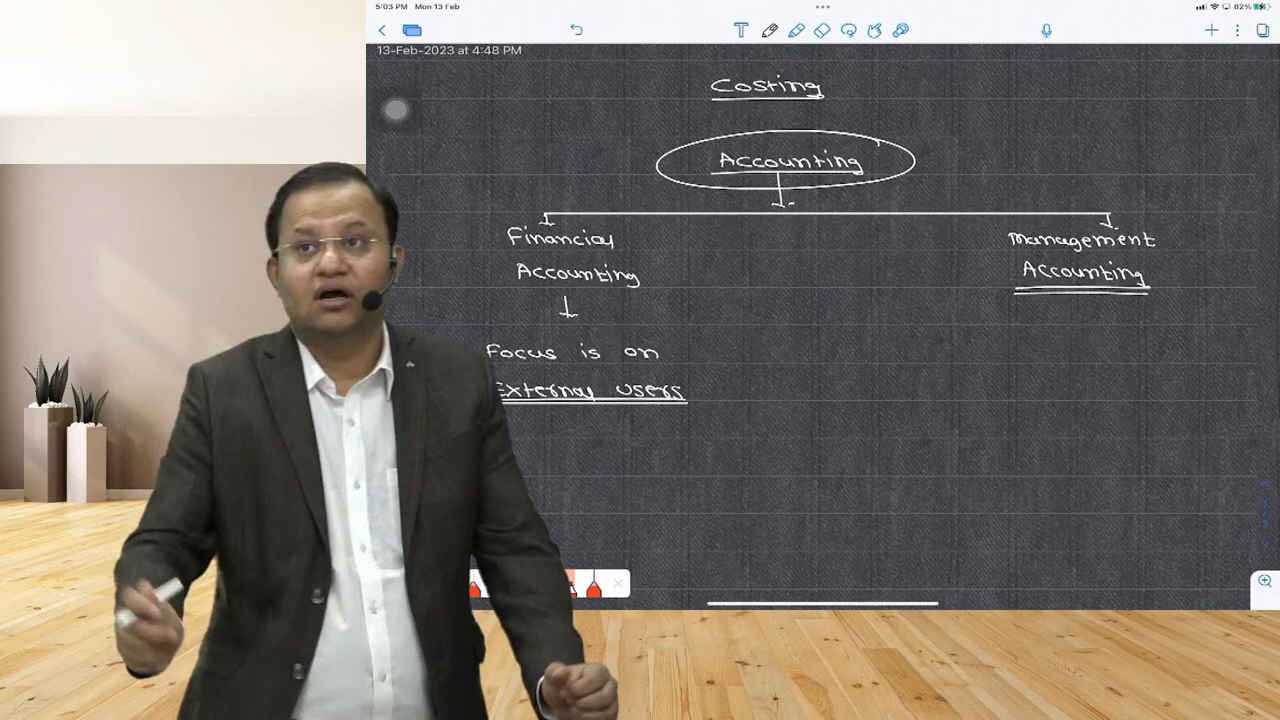 5:03 PM Mon 13 Feb
82%
13-Feb-2023 at 4:48 PM
Costing
Accounting
Financial
Accounting
Management
Accounting
Focus is on
External users